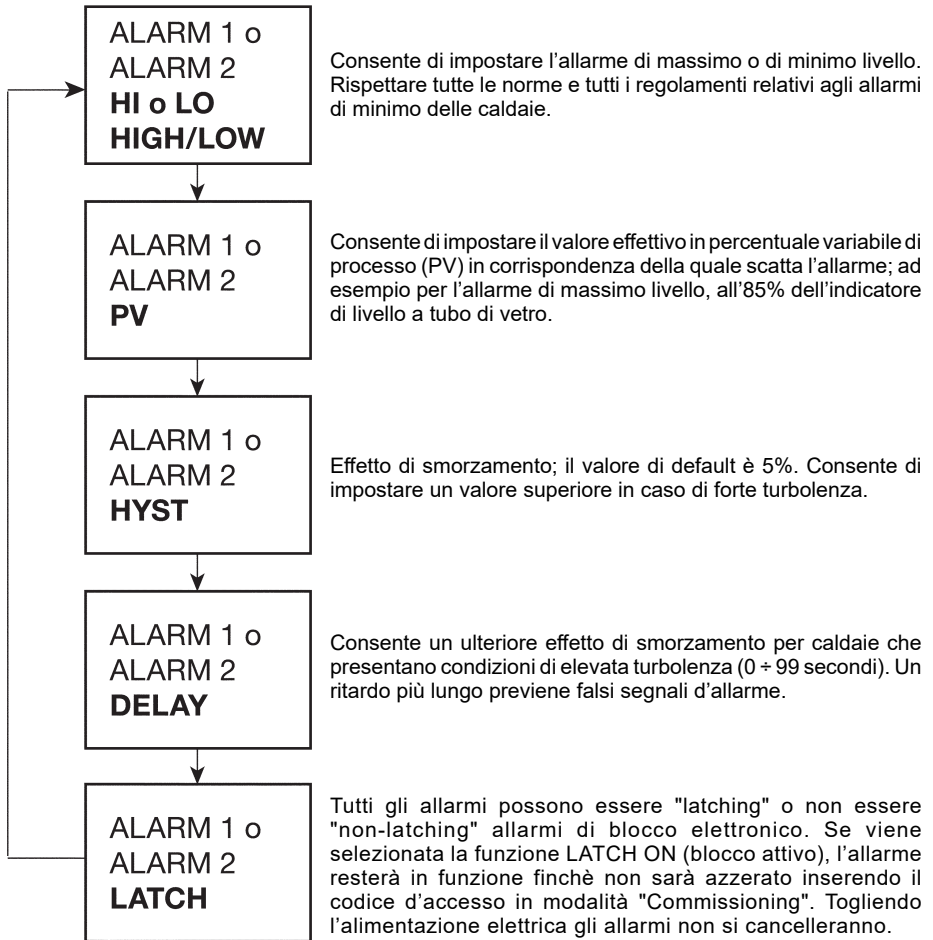 ALARM 1 o
ALARM 2
HI o LO
HIGH/LOW
Consente di impostare l'allarme di massimo o di minimo livello.
Rispettare tutte le norme e tutti i regolamenti relativi agli allarmi
di minimo delle caldaie.
ALARM 1 o
ALARM 2
PV
Consente di impostare il valore effettivo in percentuale variabile di
processo (PV) in corrispondenza della quale scatta l'allarme; ad
esempio per l'allarme di massimo livello, all'85% dell'indicatore
di livello a tubo di vetro.
ALARM 1 o
ALARM 2
HYST
Effetto di smorzamento; il valore di default è 5%. Consente di
impostare un valore superiore in caso di forte turbolenza.
ALARM 1 o
ALARM 2
DELAY
Consente un ulteriore effetto di smorzamento per caldaie che
presentano condizioni di elevata turbolenza (0 ÷ 99 secondi). Un
ritardo più lungo previene falsi segnali d'allarme.
ALARM 1 o
ALARM 2
LATCH
Tutti gli allarmi possono essere "latching" o non essere
"non-latching" allarmi di blocco elettronico. Se viene
selezionata la funzione LATCH ON (blocco attivo), l'allarme
resterà in funzione finchè non sarà azzerato inserendo il
codice d'accesso in modalità "Commissioning". Togliendo
l'alimentazione elettrica gli allarmi non si cancelleranno.